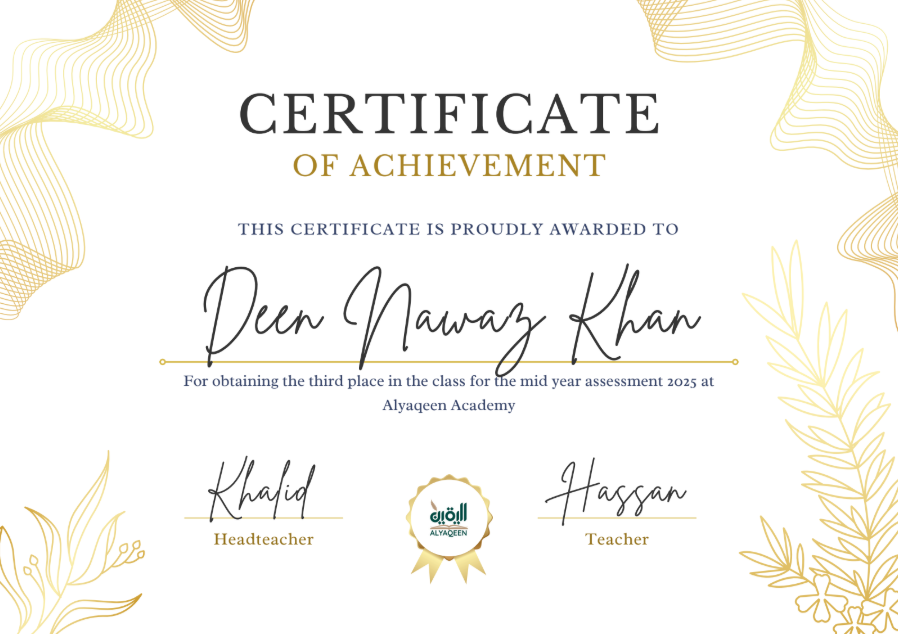 CERTIFICATE
OF ACHIEVEMENT
THIS CERTIFICATE IS PROUDLY AWARDED TO
Deen Nawaz Khan
For obtaining the third place in the class for the mid year assessment 2025 at
Alyaqeen Academy
Khalid
Hassan
Headteacher
Teacher
اليقين
ALYAQEEN